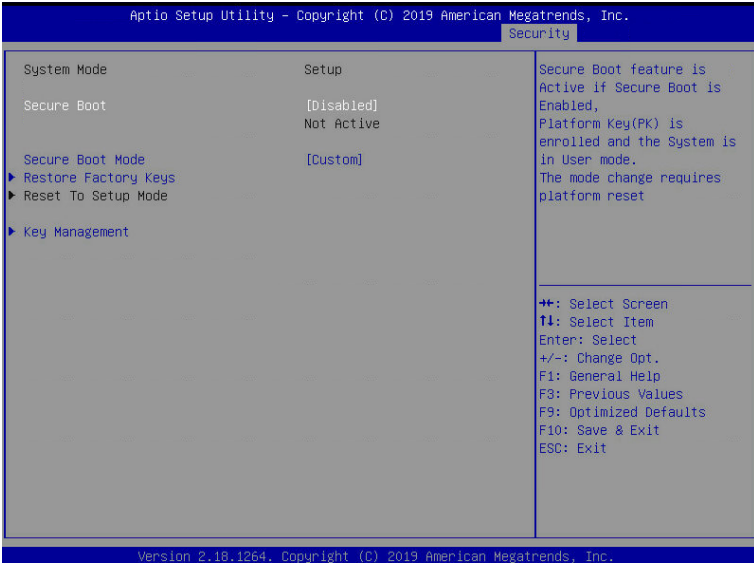 Aptio Setup Utility – Copyright (C) 2019 American Megatrends, Inc.
Security
System Mode Setup
Secure Boot [Disabled]
Not Active
Secure Boot Mode [Custom]
▶ Restore Factory Keys
▶ Reset To Setup Mode
▶ Key Management
Secure Boot feature is
Active if Secure Boot is
Enabled,
Platform Key(PK) is
enrolled and the System is
in User mode.
The mode change requires
platform reset
→←: Select Screen
↑↓: Select Item
Enter: Select
+/-: Change Opt.
F1: General Help
F3: Previous Values
F9: Optimized Defaults
F10: Save & Exit
ESC: Exit
Version 2.18.1264. Copyright (C) 2019 American Megatrends, Inc.